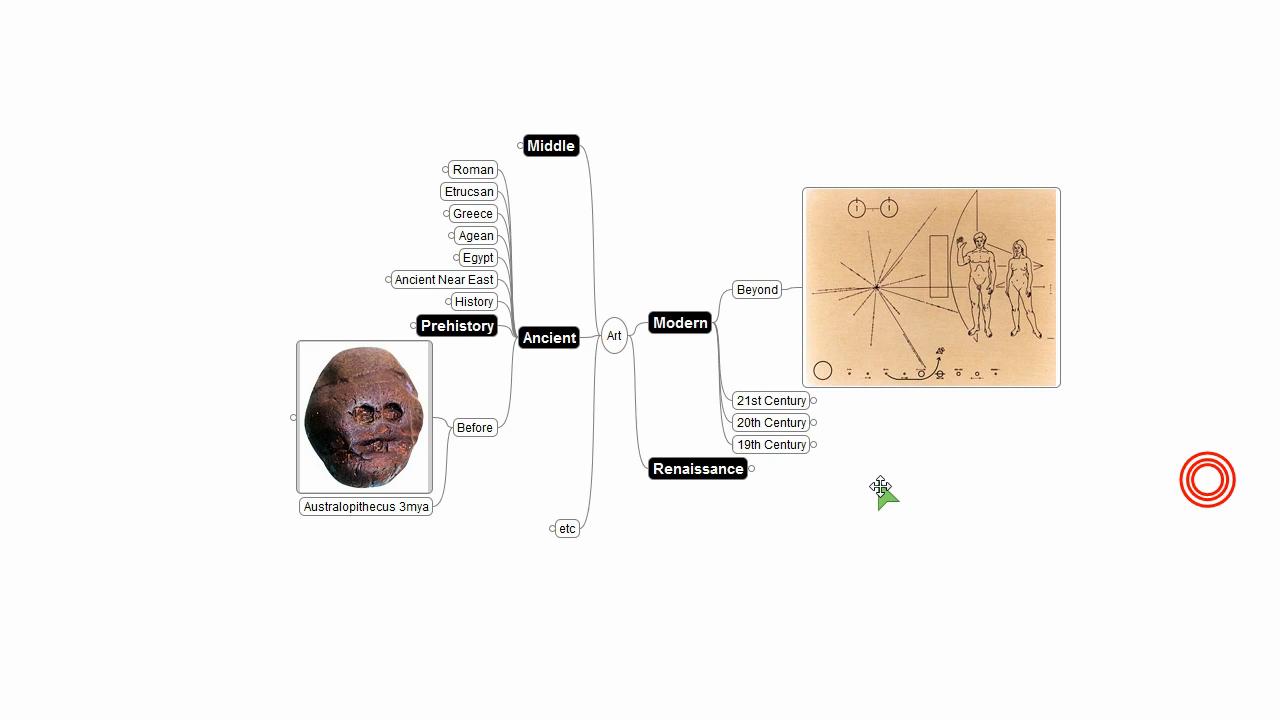 Middle
Roman
Etrucsan
Greece
Agean
Egypt
Ancient Near East
History
Prehistory
Ancient
Before
Australopithecus 3mya
etc
Art
Modern
Beyond
21st Century
20th Century
19th Century
Renaissance